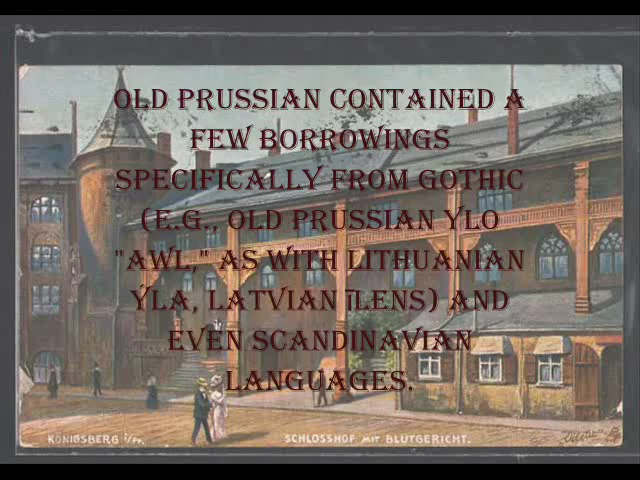 OLD PRUSSIAN CONTAINED A
FEW BORROWINGS
SPECIFICALLY FROM GOTHIC
(E.G., OLD PRUSSIAN YLO
"AWL," AS WITH LITHUANIAN
ÝLA, LATVIAN ĪLENS) AND
EVEN SCANDINAVIAN
LANGUAGES.
KÖNIGSBERG i/Pr. SCHLOSSHOF MIT BLUTGERICHT.